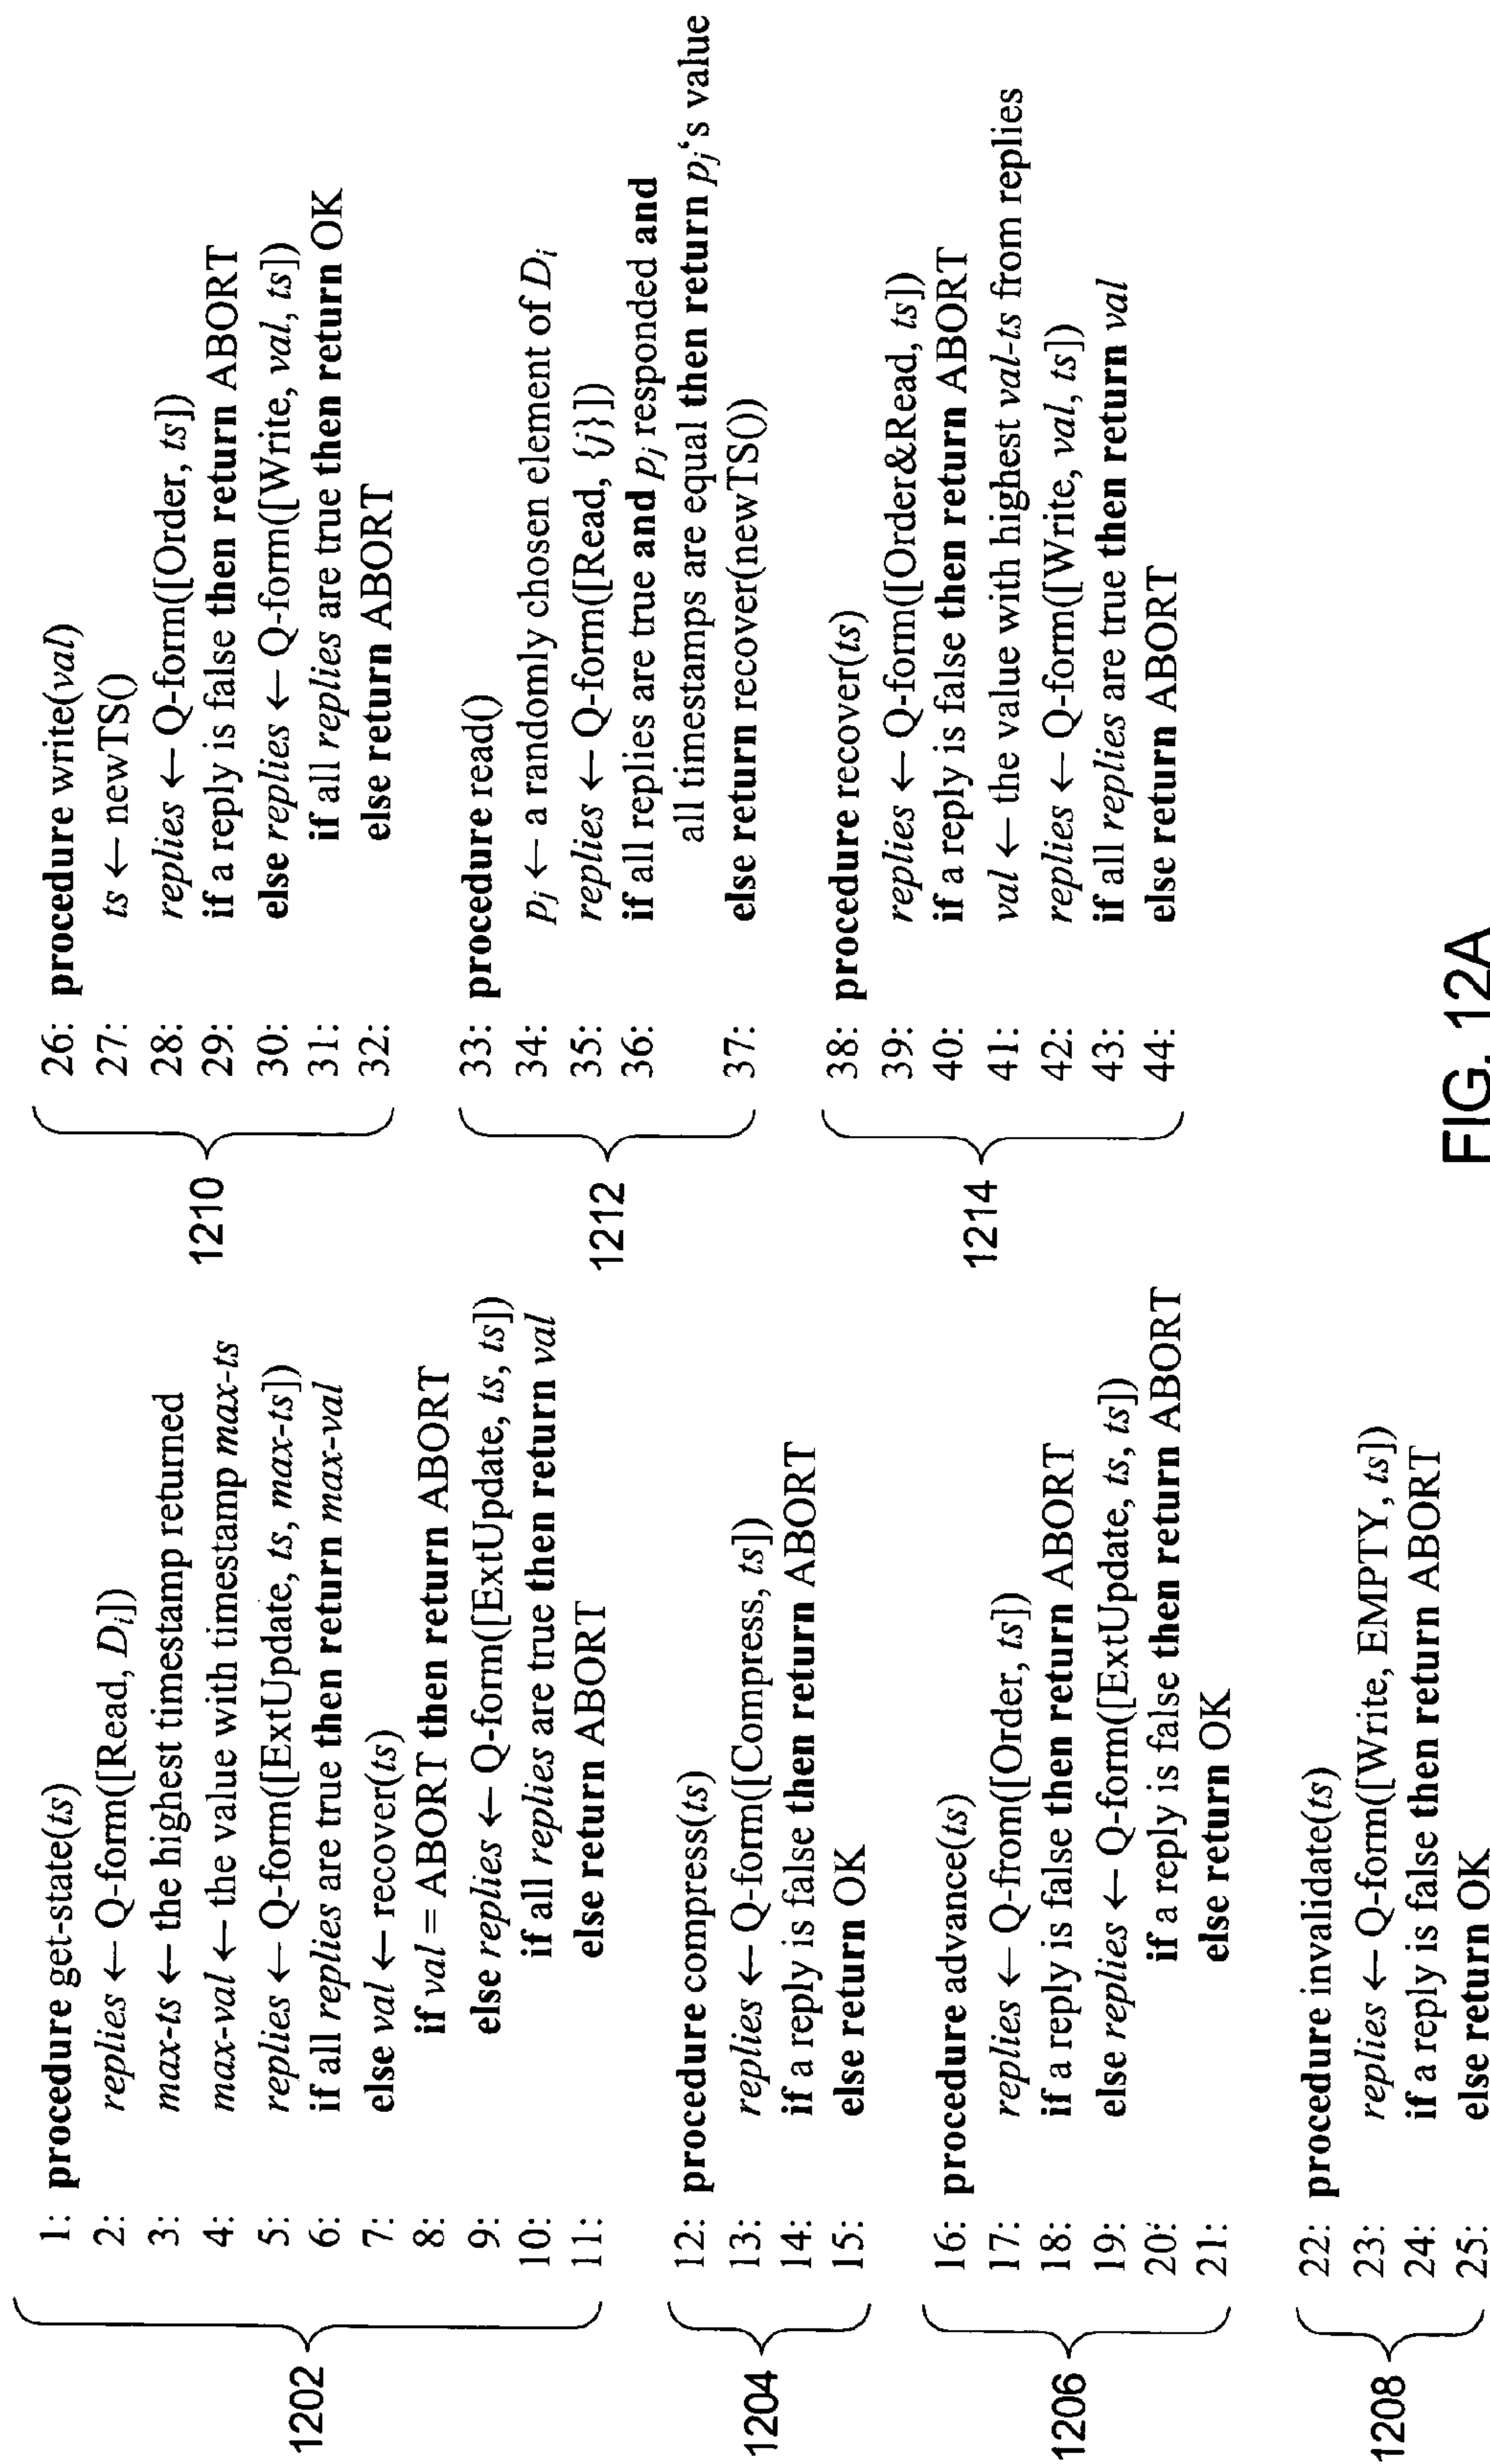 1202
1: procedure get-state(ts)
2: replies ← Q-form([Read, Di])
3: max-ts ← the highest timestamp returned
4: max-val ← the value with timestamp max-ts
5: replies ← Q-form([ExtUpdate, ts, max-ts])
6: if all replies are true then return max-val
7: else val ← recover(ts)
8: if val = ABORT then return ABORT
9: else replies ← Q-form([ExtUpdate, ts, ts])
10: if all replies are true then return val
11: else return ABORT
1204
12: procedure compress(ts)
13: replies ← Q-form([Compress, ts])
14: if a reply is false then return ABORT
15: else return OK
1206
16: procedure advance(ts)
17: replies ← Q-from([Order, ts])
18: if a reply is false then return ABORT
19: else replies ← Q-form([ExtUpdate, ts, ts])
20: if a reply is false then return ABORT
21: else return OK
1208
22: procedure invalidate(ts)
23: replies ← Q-form([Write, EMPTY, ts])
24: if a reply is false then return ABORT
25: else return OK
1210
26: procedure write(val)
27: ts ← newTS()
28: replies ← Q-form([Order, ts])
29: if a reply is false then return ABORT
30: else replies ← Q-form([Write, val, ts])
31: if all replies are true then return OK
32: else return ABORT
1212
33: procedure read()
34: pj ← a randomly chosen element of Di
35: replies ← Q-form([Read, {j}])
36: if all replies are true and pj responded and
all timestamps are equal then return pj‘s value
37: else return recover(newTS())
1214
38: procedure recover(ts)
39: replies ← Q-form([Order&Read, ts])
40: if a reply is false then return ABORT
41: val ← the value with highest val-ts from replies
42: replies ← Q-form([Write, val, ts])
43: if all replies are true then return val
44: else return ABORT
FIG. 12A